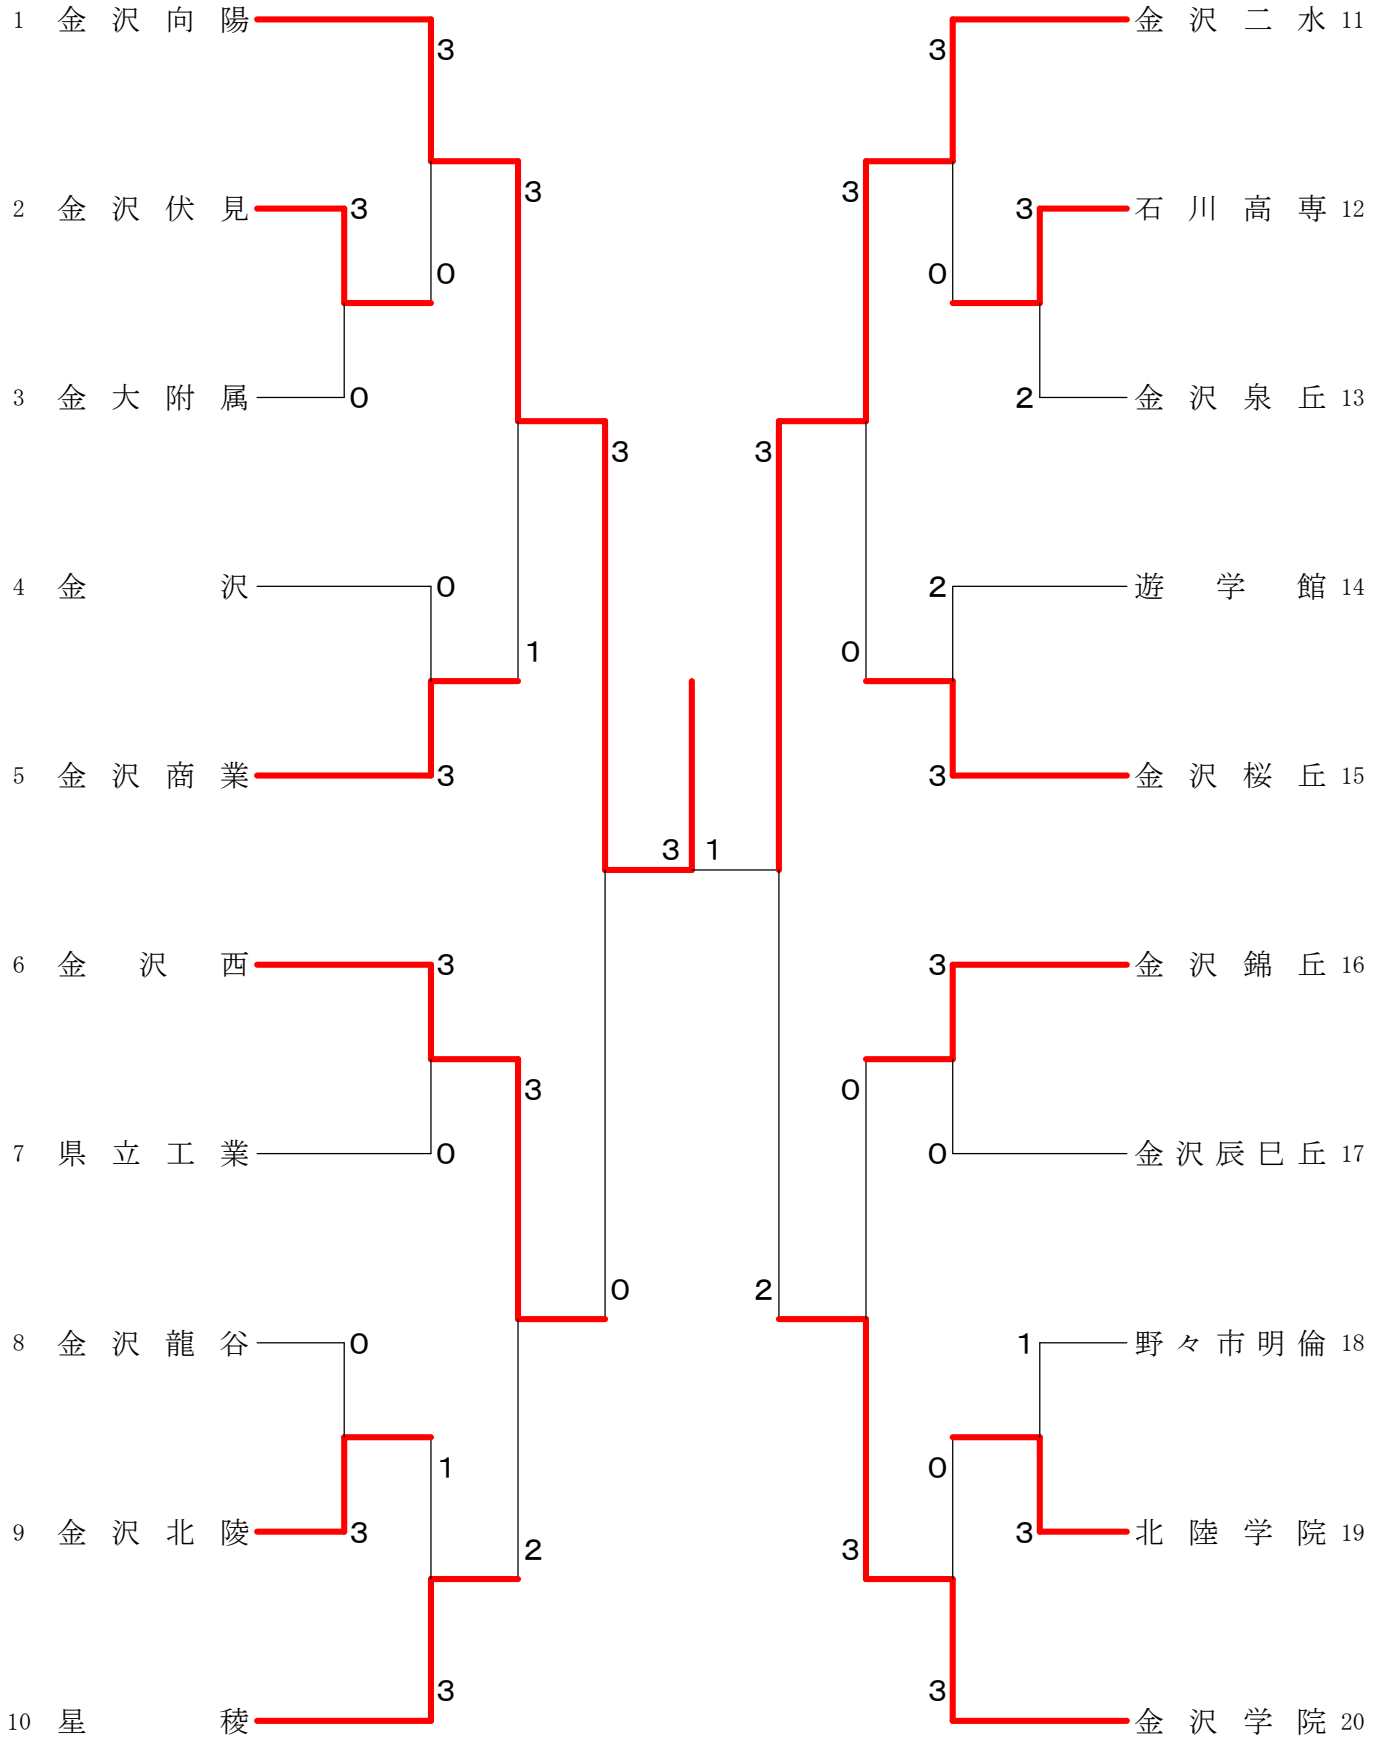 1 金沢向陽 3 3 金沢二水 11
3 3
2 金沢伏見 3 3 石川高専 12
0 0
3 金大附属 0 2 金沢泉丘 13
3 3
4 金沢 0 2 遊学館 14
1 0
5 金沢商業 3 3 金沢桜丘 15
3 1
6 金沢西 3 3 金沢錦丘 16
3 0
7 県立工業 0 0 金沢辰巳丘 17
0 2
8 金沢龍谷 0 1 野々市明倫 18
1 0
9 金沢北陵 3 3 北陸学院 19
2 3
3 3
10 星稜 金沢学院 20